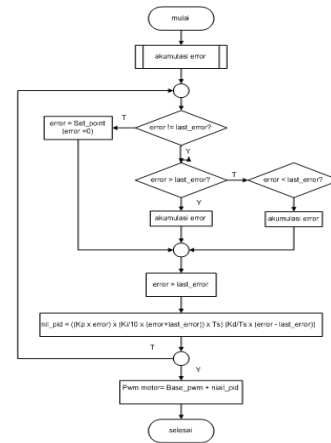 mulai
akumulasi error
error != last_error?
T
error = Set_point
(error =0)
Y
error > last_error?
T
error < last_error?
Y
akumulasi error
akumulasi error
error = last_error
nil_pid = ((Kp x error) x (Ki/10 x (error+last_error)) x Ts) (Kd/Ts x (error - last_error))
T
Y
Pwm motor= Base_pwm + niail_pid
selesai